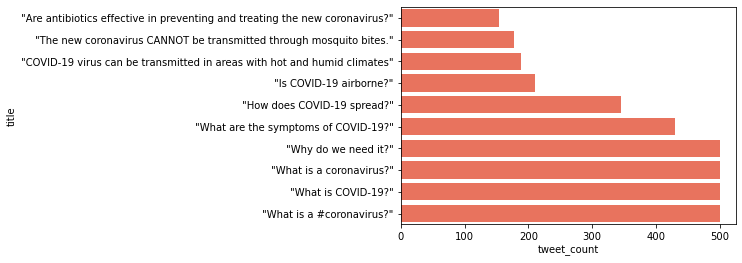 "Are antibiotics effective in preventing and treating the new coronavirus?"
"The new coronavirus CANNOT be transmitted through mosquito bites."
"COVID-19 virus can be transmitted in areas with hot and humid climates"
"Is COVID-19 airborne?"
"How does COVID-19 spread?"
"What are the symptoms of COVID-19?"
"Why do we need it?"
"What is a coronavirus?"
"What is COVID-19?"
"What is a #coronavirus?"
title
0 100 200 300 400 500
tweet_count